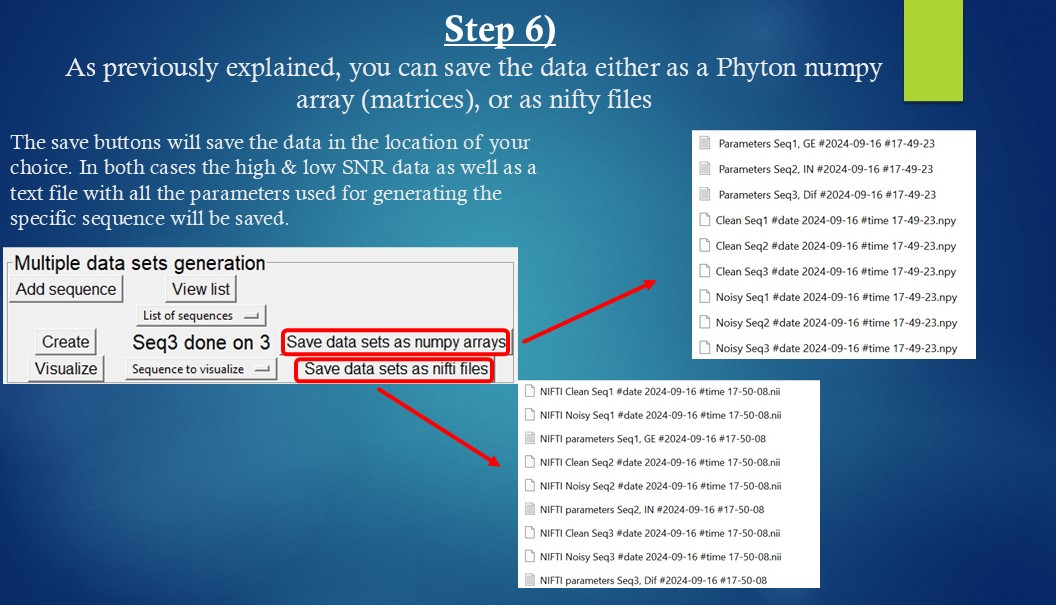 Step 6)
As previously explained, you can save the data either as a Phyton numpy
array (matrices), or as nifty files
The save buttons will save the data in the location of your
choice. In both cases the high & low SNR data as well as a
text file with all the parameters used for generating the
specific sequence will be saved.
Multiple data sets generation
Add sequence
View list
List of sequences
Create
Seq3 done on 3
Save data sets as numpy arrays
Visualize
Sequence to visualize
Save data sets as nifti files
Parameters Seq1, GE #2024-09-16 #17-49-23
Parameters Seq2, IN #2024-09-16 #17-49-23
Parameters Seq3, Dif #2024-09-16 #17-49-23
Clean Seq1 #date 2024-09-16 #time 17-49-23.npy
Clean Seq2 #date 2024-09-16 #time 17-49-23.npy
Clean Seq3 #date 2024-09-16 #time 17-49-23.npy
Noisy Seq1 #date 2024-09-16 #time 17-49-23.npy
Noisy Seq2 #date 2024-09-16 #time 17-49-23.npy
Noisy Seq3 #date 2024-09-16 #time 17-49-23.npy
NIFTI Clean Seq1 #date 2024-09-16 #time 17-50-08.nii
NIFTI Noisy Seq1 #date 2024-09-16 #time 17-50-08.nii
NIFTI parameters Seq1, GE #2024-09-16 #17-50-08
NIFTI Clean Seq2 #date 2024-09-16 #time 17-50-08.nii
NIFTI Noisy Seq2 #date 2024-09-16 #time 17-50-08.nii
NIFTI parameters Seq2, IN #2024-09-16 #17-50-08
NIFTI Clean Seq3 #date 2024-09-16 #time 17-50-08.nii
NIFTI Noisy Seq3 #date 2024-09-16 #time 17-50-08.nii
NIFTI parameters Seq3, Dif #2024-09-16 #17-50-08